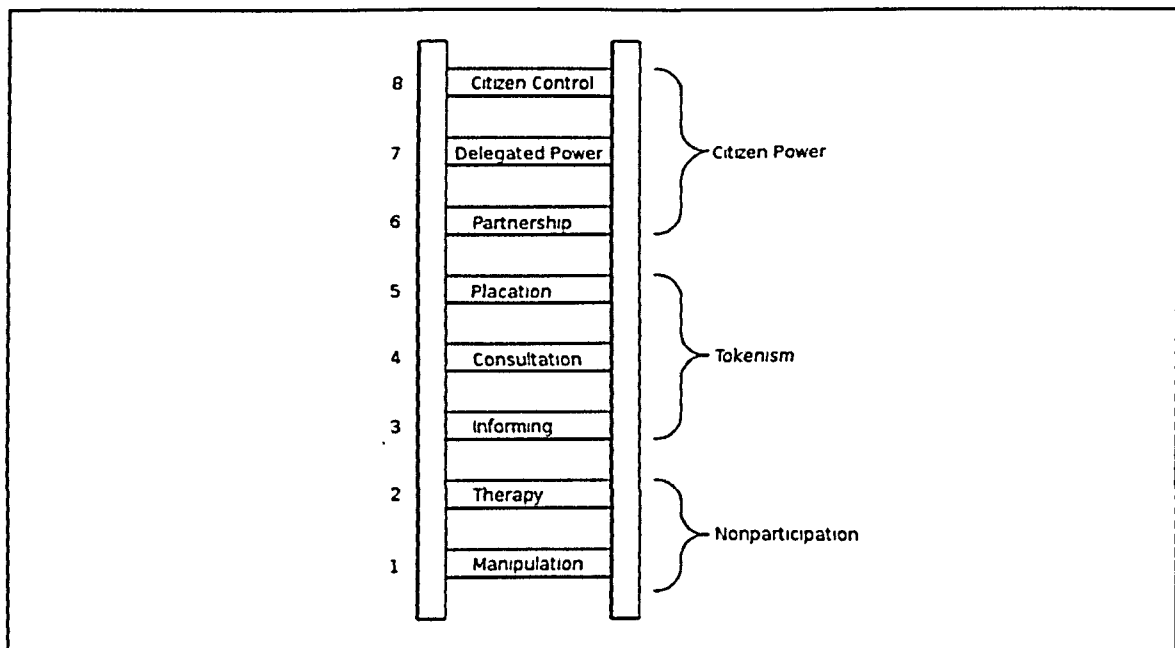 8 Citizen Control
7 Delegated Power Citizen Power
6 Partnership
5 Placation
4 Consultation Tokenism
3 Informing
2 Therapy
Nonparticipation
1 Manipulation